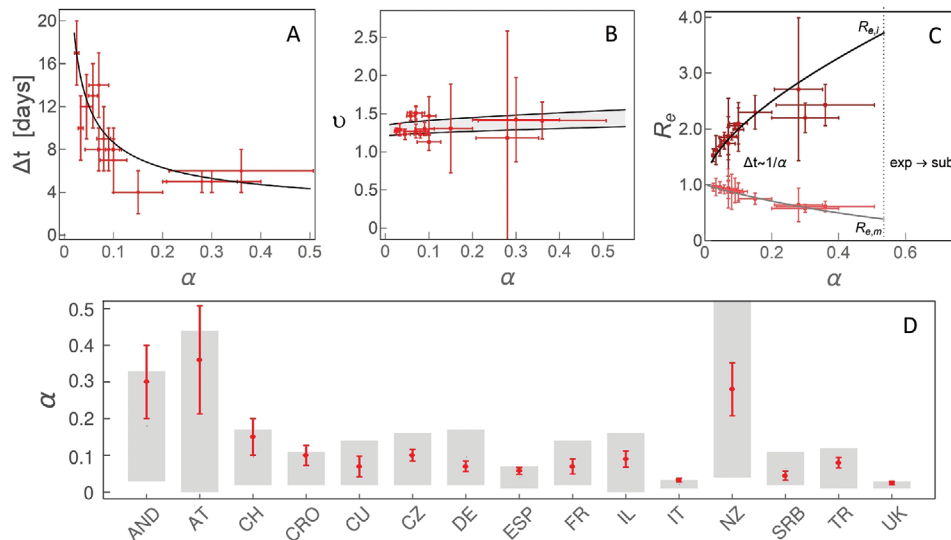 A
Δt [days]
20
16
12
8
4
0
0
0.1
0.2
0.3
0.4
0.5
α
B
υ
2.5
2.0
1.5
1.0
0.5
0.0
0
0.1
0.2
0.3
0.4
0.5
α
C
R_e
4.0
3.0
2.0
1.0
0.0
R_e,i
Δt~1/α
exp → sub
R_e,m
0
0.2
0.4
0.6
α
D
α
0.5
0.4
0.3
0.2
0.1
0
AND
AT
CH
CRO
CU
CZ
DE
ESP
FR
IL
IT
NZ
SRB
TR
UK